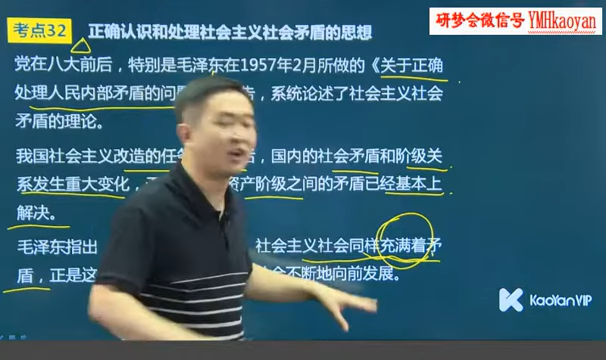 研梦会微信号
YMHkaoyan
考点32 正确认识和处理社会主义社会矛盾的思想
党在八大前后，特别是毛泽东在1957年2月所做的《关于正确
处理人民内部矛盾的问 告，系统论述了社会主义社会
矛盾的理论。
我国社会主义改造的任 后，国内的社会矛盾和阶级关
系发生重大变化， 资产阶级之间的矛盾已经基本上
解决。
毛泽东指出 社会主义社会同样充满着矛
盾，正是这 会不断地向前发展。
KaoYanVIP